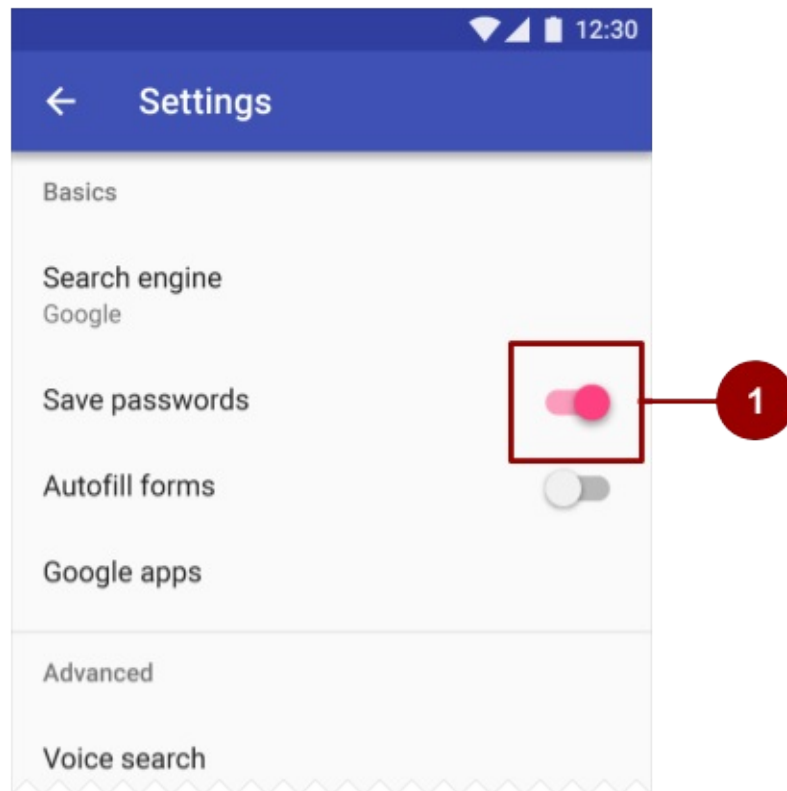 12:30
Settings
Basics
Search engine
Google
Save passwords
1
Autofill forms
Google apps
Advanced
Voice search